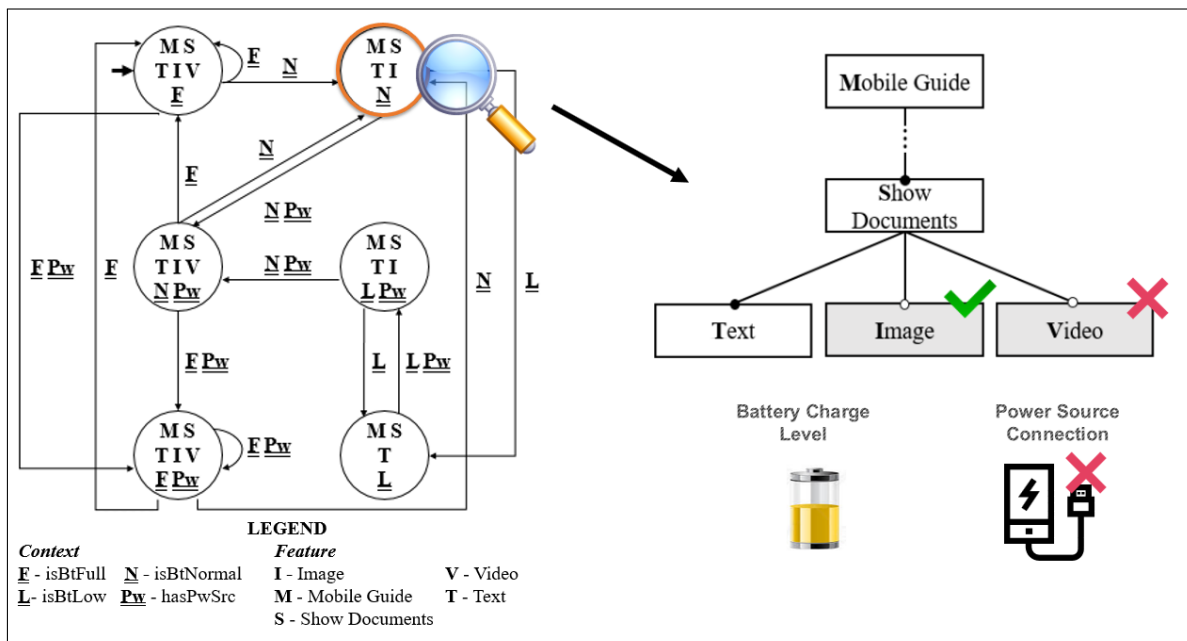 M S
T I V
F
F
N
M S
T I
N
N
F
N Pw
M S
T I V
N Pw
N Pw
M S
T I
L Pw
F Pw
F
N
L
F Pw
L
L Pw
M S
T I V
F Pw
F Pw
M S
T
L
Mobile Guide
Show
Documents
Text
Image
Video
Battery Charge
Level
Power Source
Connection
LEGEND
Context
Feature
F - isBtFull N - isBtNormal
I - Image
V - Video
L- isBtLow Pw - hasPwSrc
M - Mobile Guide
T - Text
S - Show Documents